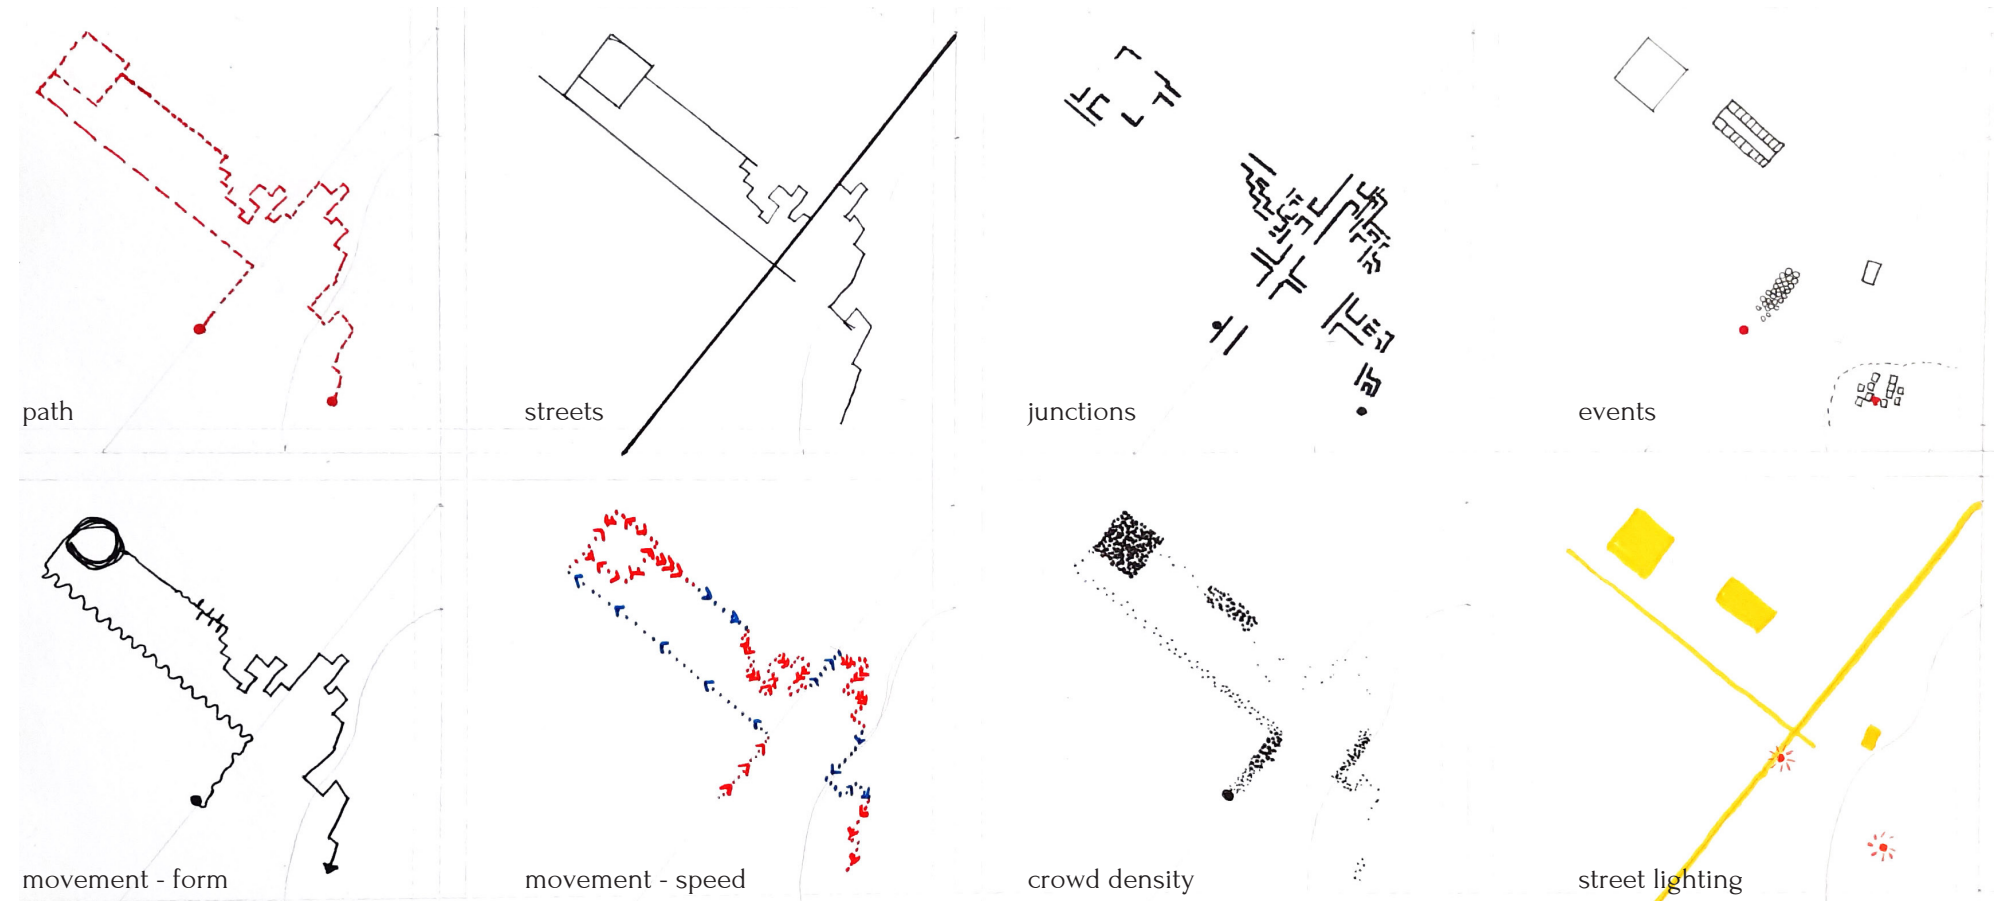 path
streets
junctions
events
movement - form
movement - speed
crowd density
street lighting